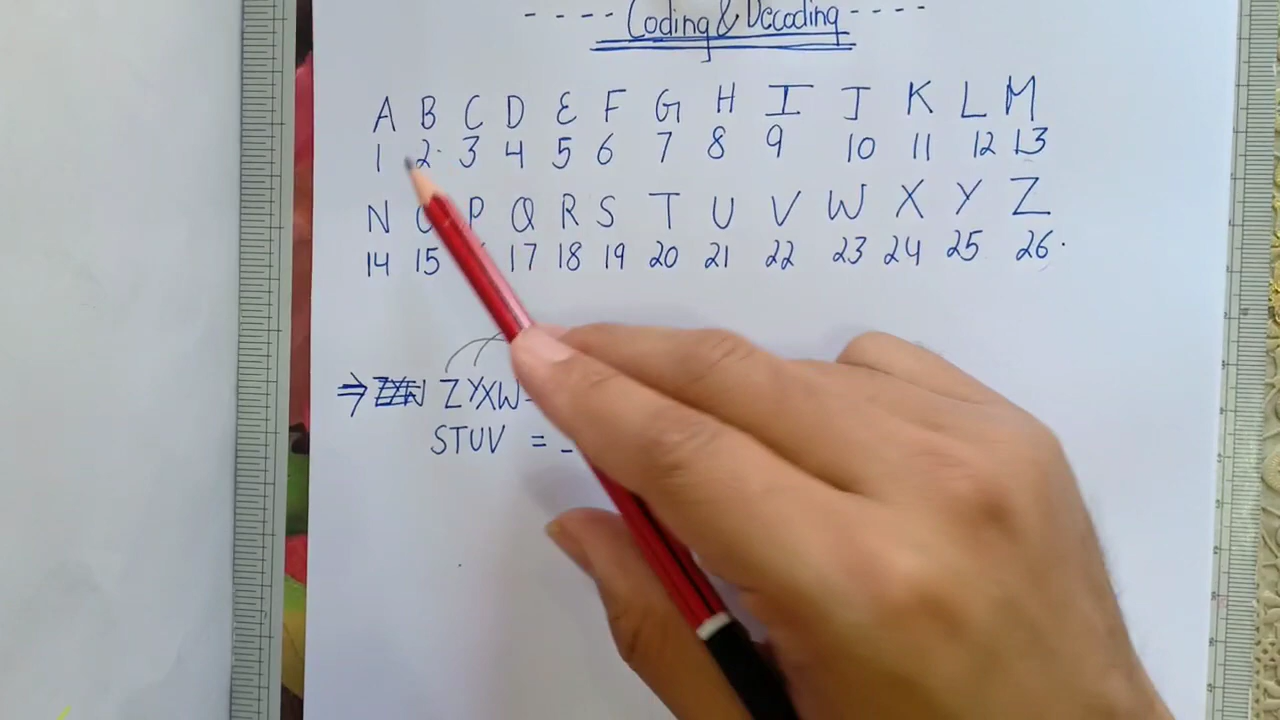 ---- Coding & Decoding ----
A B C D E F G H I J K L M
1 2 3 4 5 6 7 8 9 10 11 12 13
N P Q R S T U V W X Y Z
14 15 17 18 19 20 21 22 23 24 25 26.
⇒ ZYXW
STUV = _